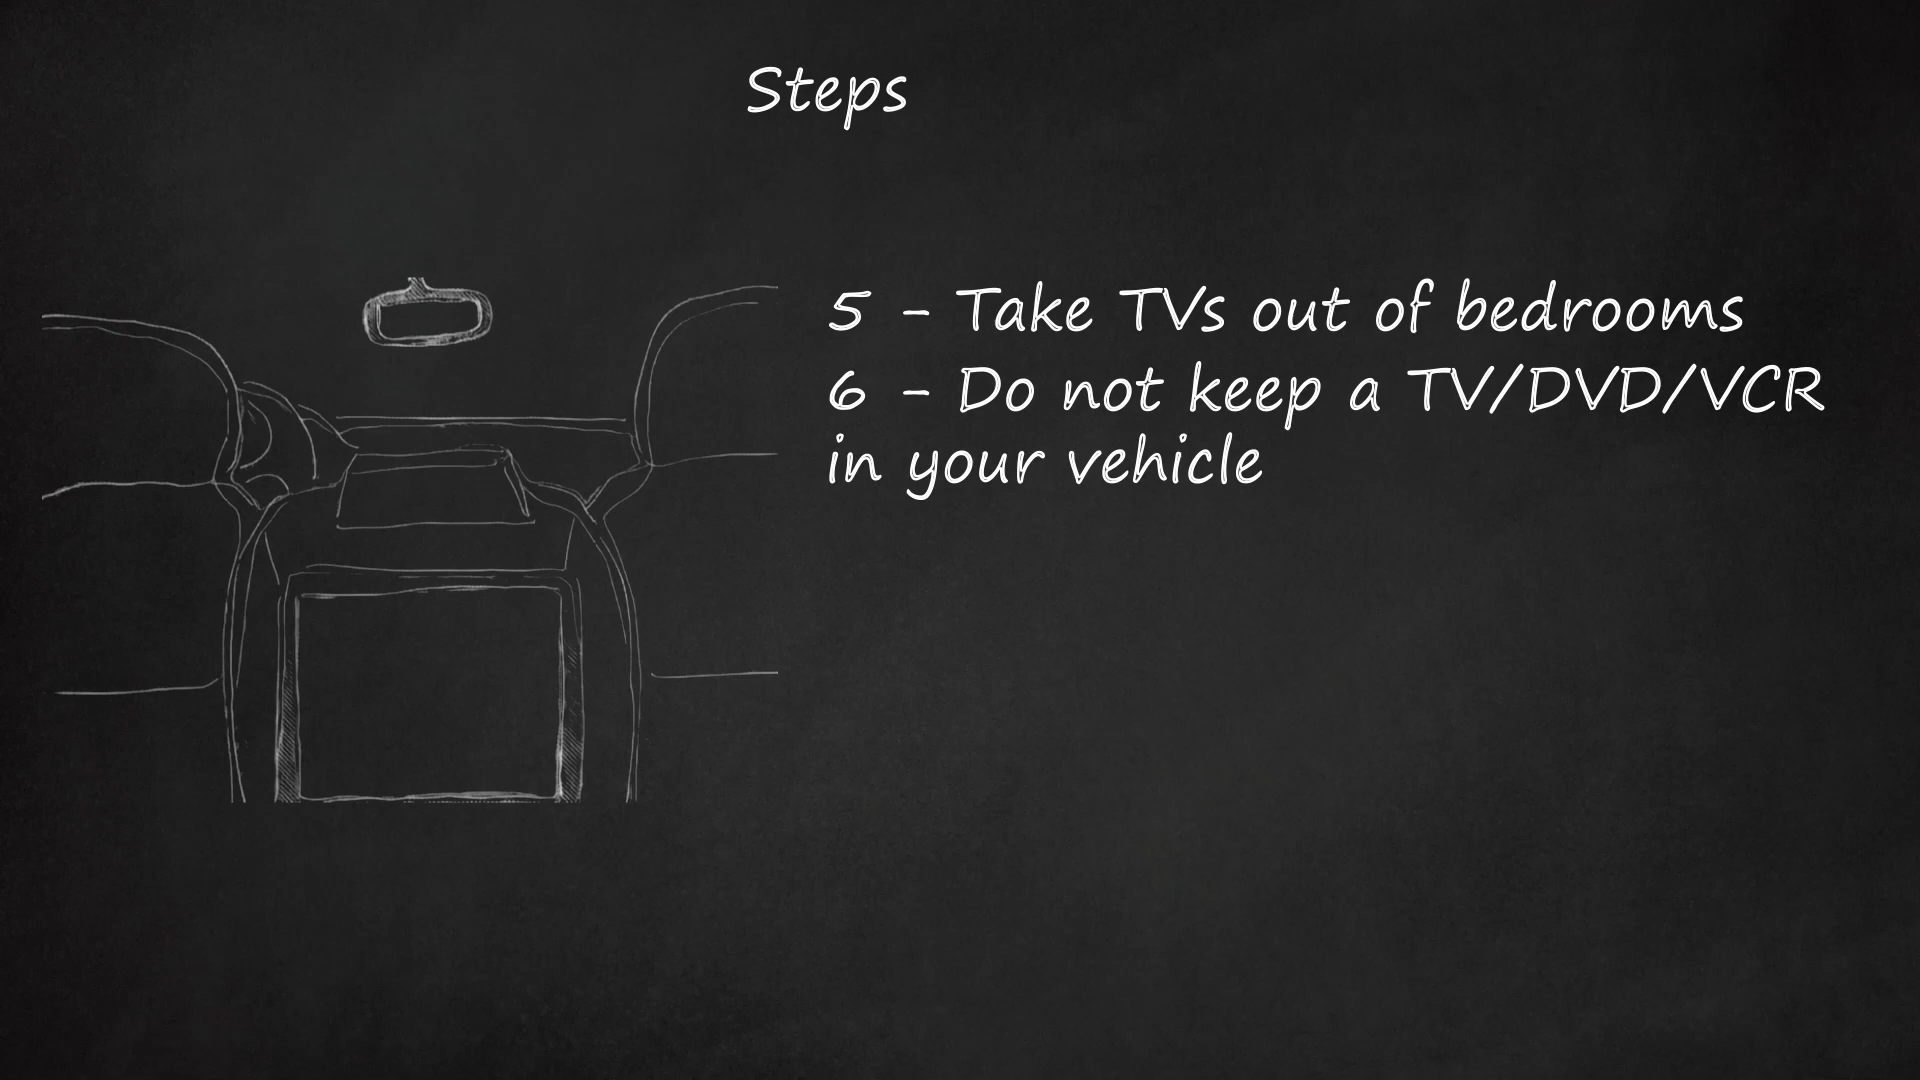 Steps
5 - Take TVs out of bedrooms
6 - Do not keep a TV/DVD/VCR
in your vehicle